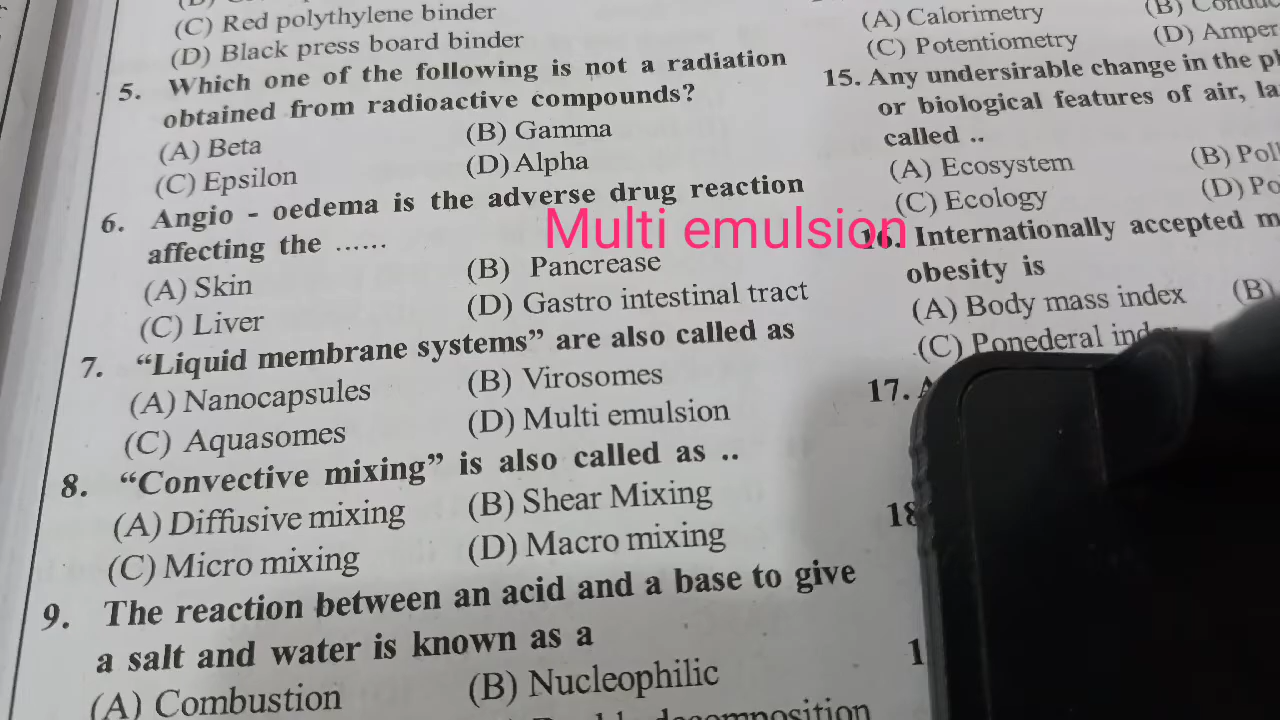 (C) Red polythylene binder
(D) Black press board binder
5. Which one of the following is not a radiation
obtained from radioactive compounds?
(A) Beta (B) Gamma
(C) Epsilon (D) Alpha
6. Angio - oedema is the adverse drug reaction
affecting the ......
(A) Skin (B) Pancrease
(C) Liver (D) Gastro intestinal tract
7. “Liquid membrane systems” are also called as
(A) Nanocapsules (B) Virosomes
(C) Aquasomes (D) Multi emulsion
8. “Convective mixing” is also called as ..
(A) Diffusive mixing (B) Shear Mixing
(C) Micro mixing (D) Macro mixing
9. The reaction between an acid and a base to give
a salt and water is known as a
(A) Combustion (B) Nucleophilic
Multi emulsion
(A) Calorimetry (B)
(C) Potentiometry (D) Amper
15. Any undersirable change in the
or biological features of air,
called ..
(A) Ecosystem (B)
(C) Ecology (D)
16. Internationally accepted
obesity is
(A) Body mass index (B)
(C) Ponederal
17.
18